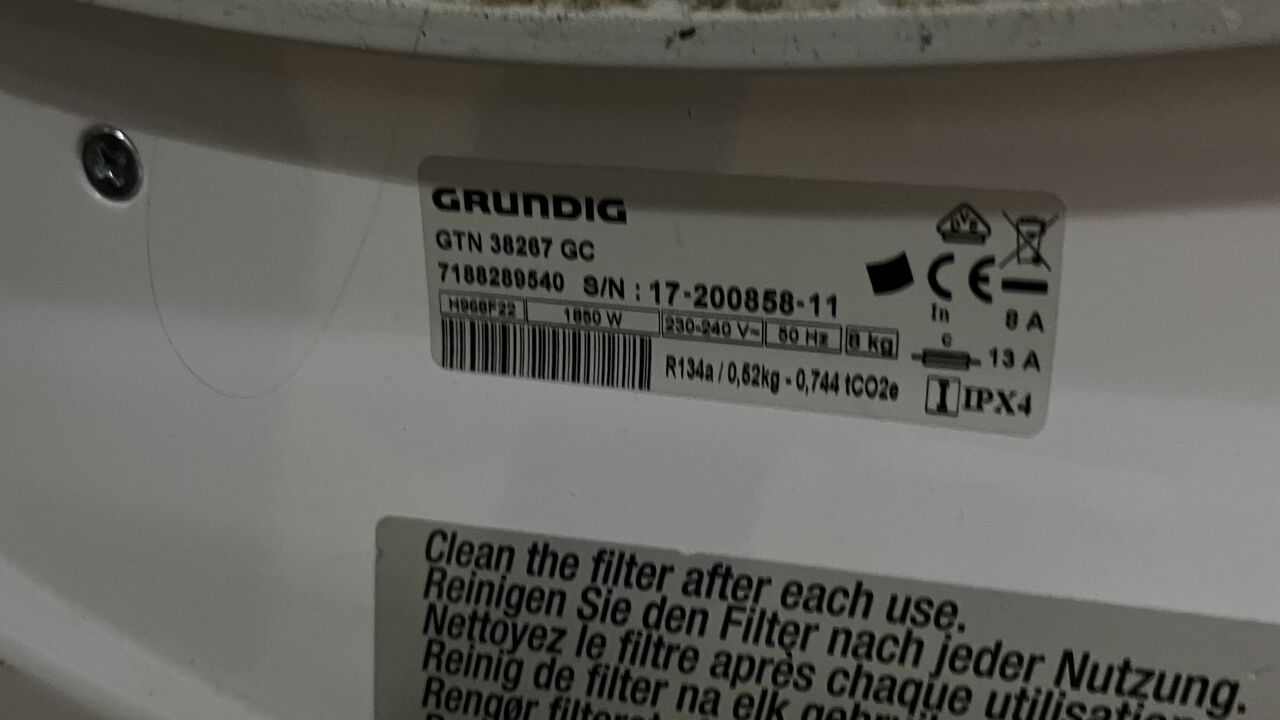 GRUNDIG
GTN 38267 GC
7188289540 S/N : 17-200858-11
1850 W 230-240 V~ 50 Hz 8 kg
R134a / 0,52kg - 0,744 tCO2e
CE
In 8 A
e 13 A
I IPX4
Clean the filter after each use.
Reinigen Sie den Filter nach jeder Nutzung.
Nettoyez le filtre après chaque
Reinig de filter na elk
Rengør